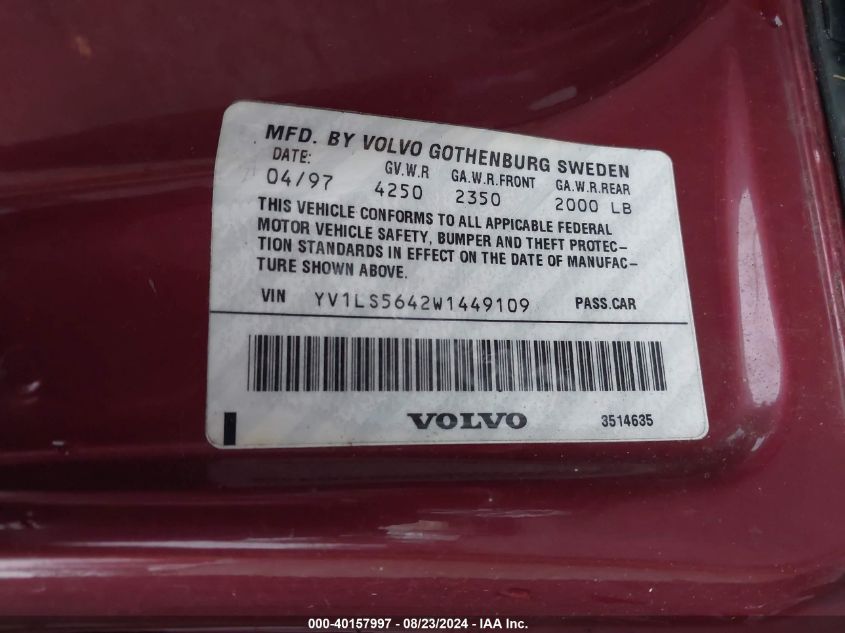 MFD. BY VOLVO GOTHENBURG SWEDEN
DATE: GV.W.R GA.W.R.FRONT GA.W.R.REAR
04/97 4250 2350 2000 LB
THIS VEHICLE CONFORMS TO ALL APPICABLE FEDERAL
MOTOR VEHICLE SAFETY, BUMPER AND THEFT PROTEC-
TION STANDARDS IN EFFECT ON THE DATE OF MANUFAC-
TURE SHOWN ABOVE.
VIN YV1LS5642W1449109 PASS.CAR
VOLVO 3514635
000-40157997 - 08/23/2024 - IAA Inc.